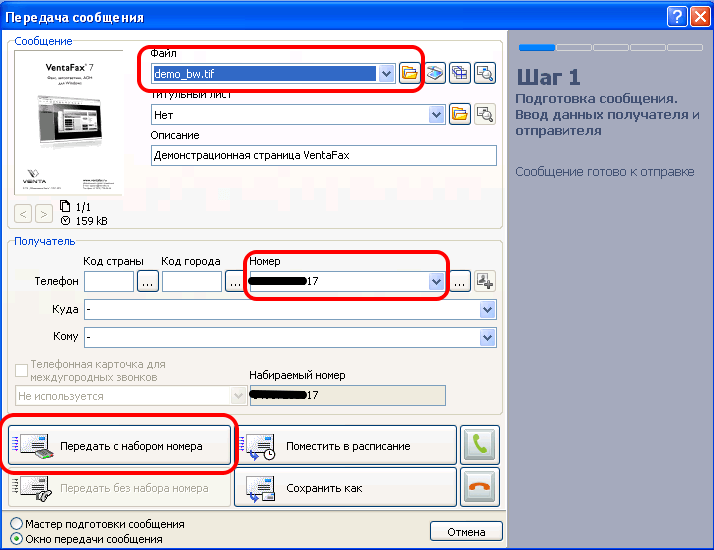 Передача сообщения
Сообщение
VentaFax 7
Факс, автоответчик, АОН
для Windows
VENTA
< >
1/1
159 kB
Файл
demo_bw.tif
Титульный лист
Нет
Описание
Демонстрационная страница VentaFax
Шаг 1
Подготовка сообщения.
Ввод данных получателя и
отправителя
Сообщение готово к отправке
Получатель
Код страны Код города Номер
Телефон ... ... 17 ...
Куда -
Кому -
Телефонная карточка для
междугородных звонков
Набираемый номер
Не используется 17
Передать с набором номера Поместить в расписание
Передать без набора номера Сохранить как
Мастер подготовки сообщения
Окно передачи сообщения
Отмена